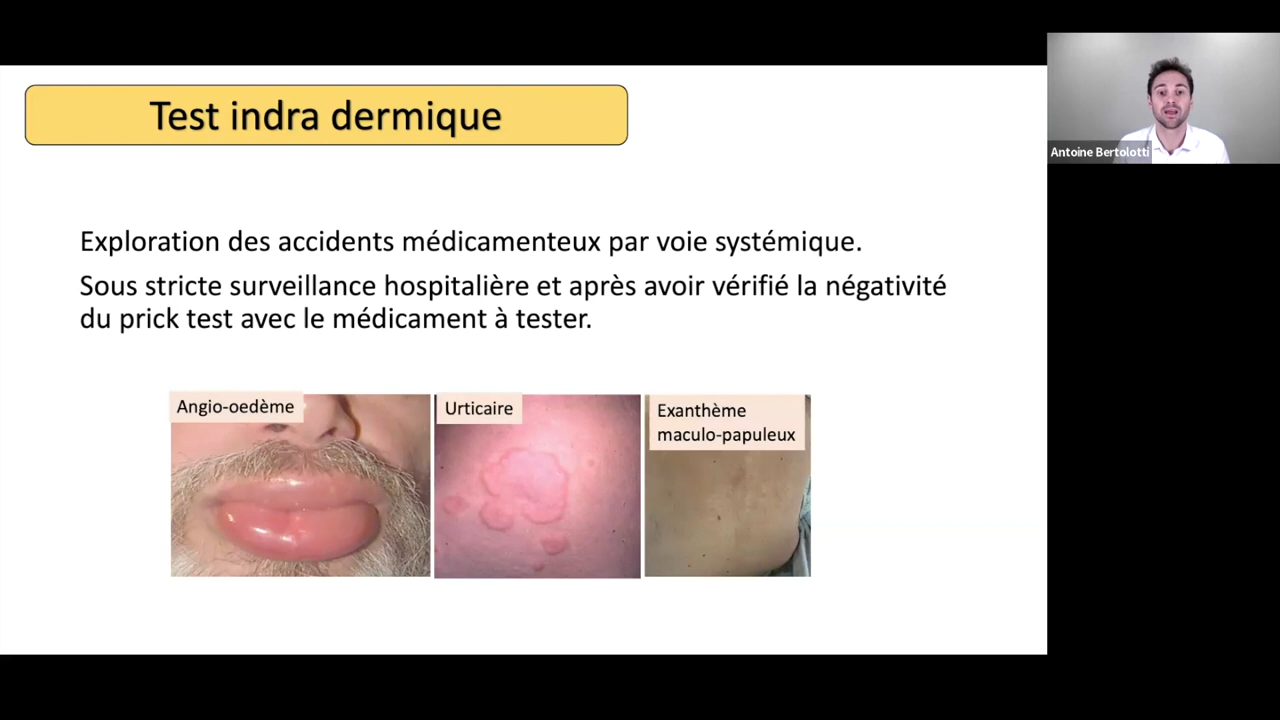 Test indra dermique
Antoine Bertolotti
Exploration des accidents médicamenteux par voie systémique.
Sous stricte surveillance hospitalière et après avoir vérifié la négativité
du prick test avec le médicament à tester.
Angio-oedème
Urticaire
Exanthème
maculo-papuleux